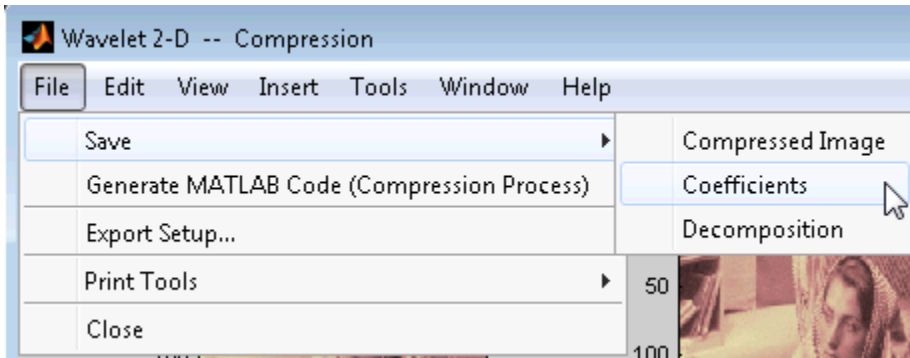 Wavelet 2-D -- Compression
File Edit View Insert Tools Window Help
Save
Compressed Image
Generate MATLAB Code (Compression Process)
Coefficients
Export Setup...
Decomposition
Print Tools
50
Close
100